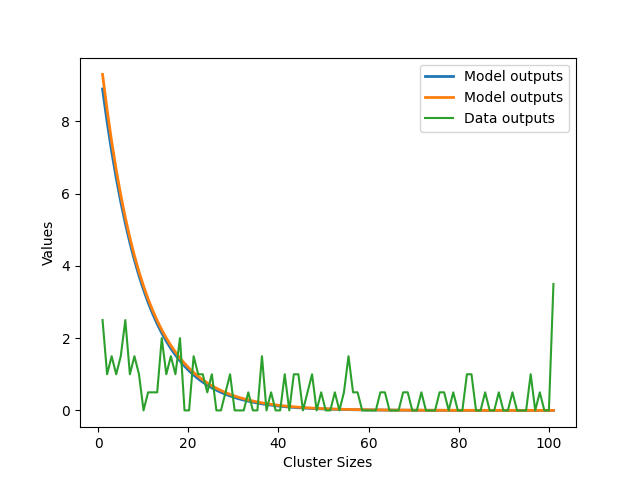 Model outputs
Model outputs
Data outputs
Values
8
6
4
2
0
0 20 40 60 80 100
Cluster Sizes